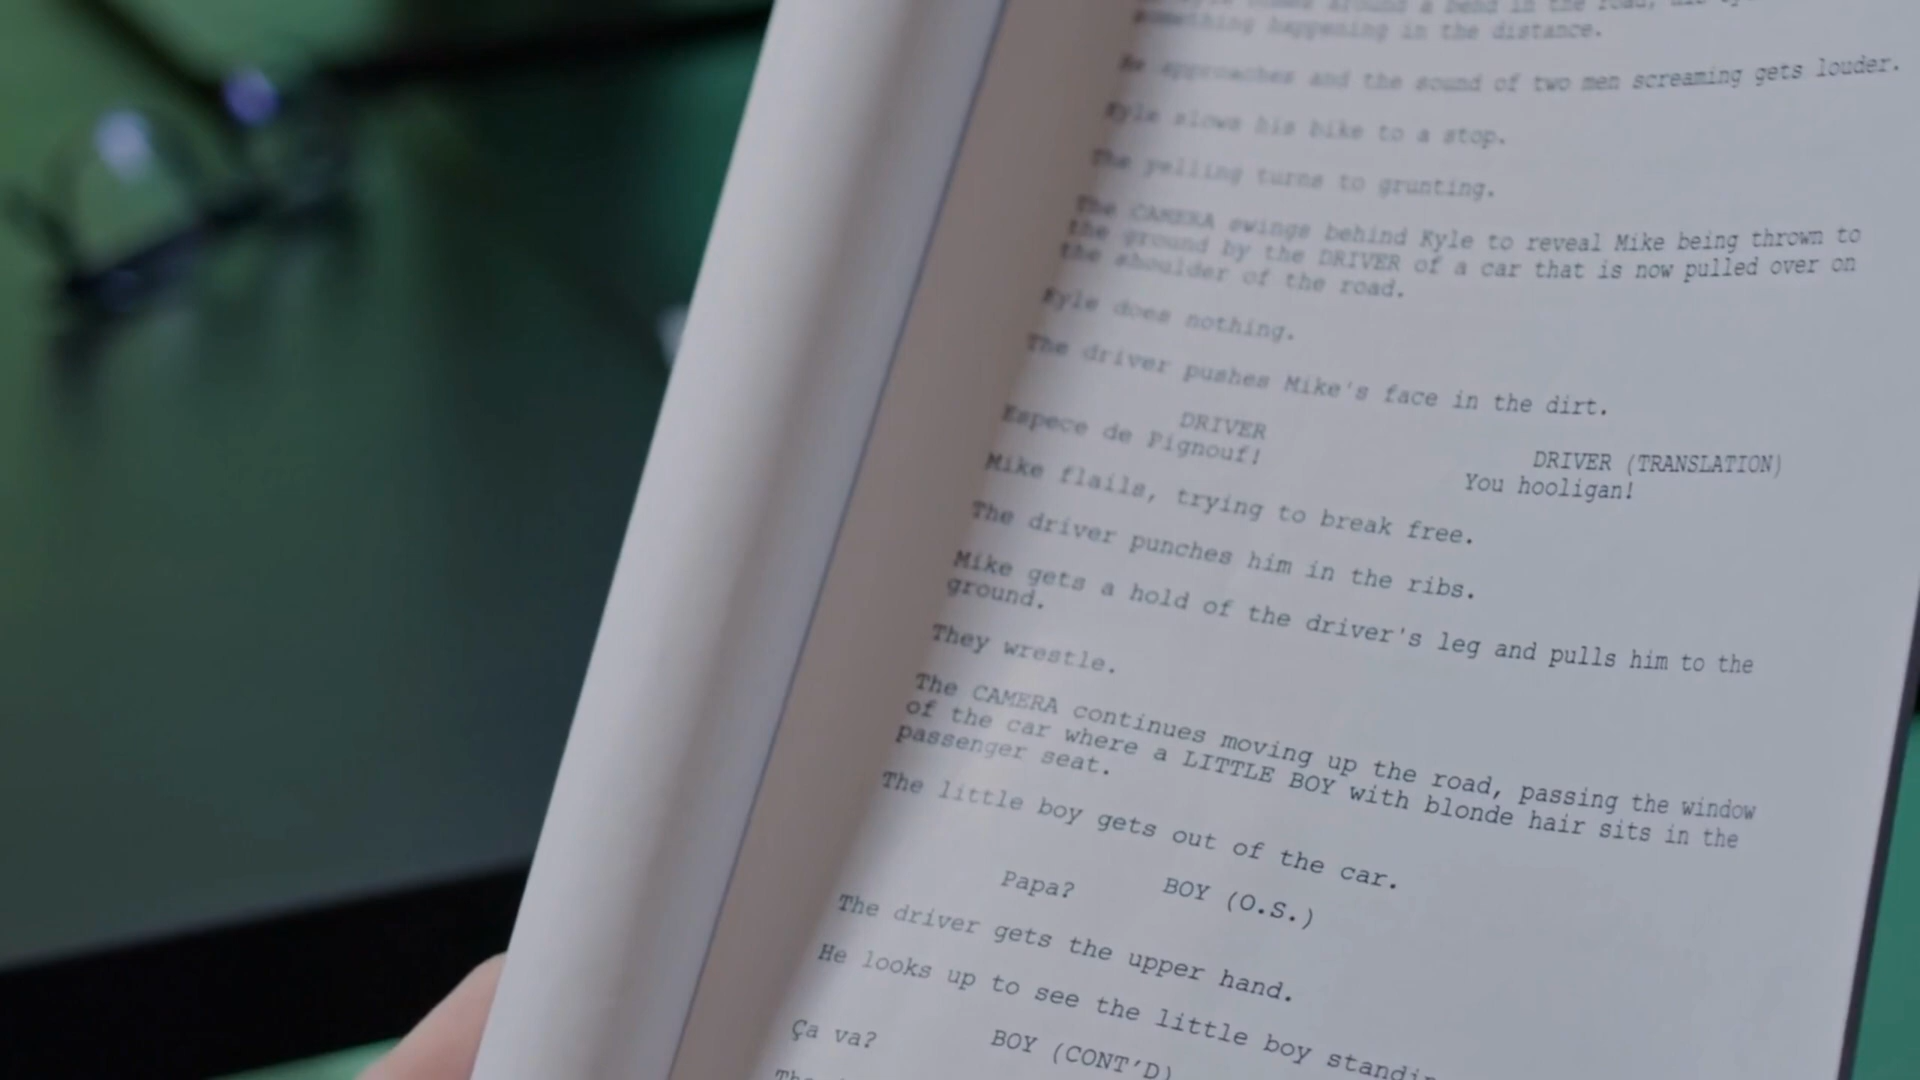 around a bend in the road,
something happening in the distance.
He approaches and the sound of two men screaming gets louder.
Kyle slows his bike to a stop.
The yelling turns to grunting.
The CAMERA swings behind Kyle to reveal Mike being thrown to
the ground by the DRIVER of a car that is now pulled over on
the shoulder of the road.
Kyle does nothing.
The driver pushes Mike's face in the dirt.
DRIVER
Espece de Pignouf!
DRIVER (TRANSLATION)
You hooligan!
Mike flails, trying to break free.
The driver punches him in the ribs.
Mike gets a hold of the driver's leg and pulls him to the
ground.
They wrestle.
The CAMERA continues moving up the road, passing the window
of the car where a LITTLE BOY with blonde hair sits in the
passenger seat.
The little boy gets out of the car.
BOY (O.S.)
Papa?
The driver gets the upper hand.
He looks up to see the little boy standin
BOY (CONT'D)
Ça va?